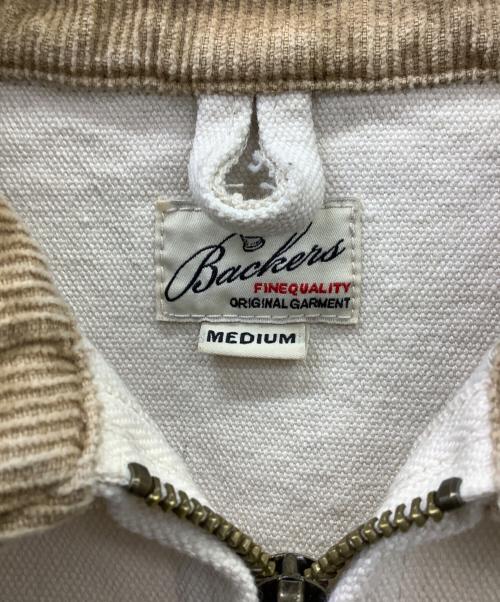 Backers
FINEQUALITY
ORIGINAL GARMENT
MEDIUM